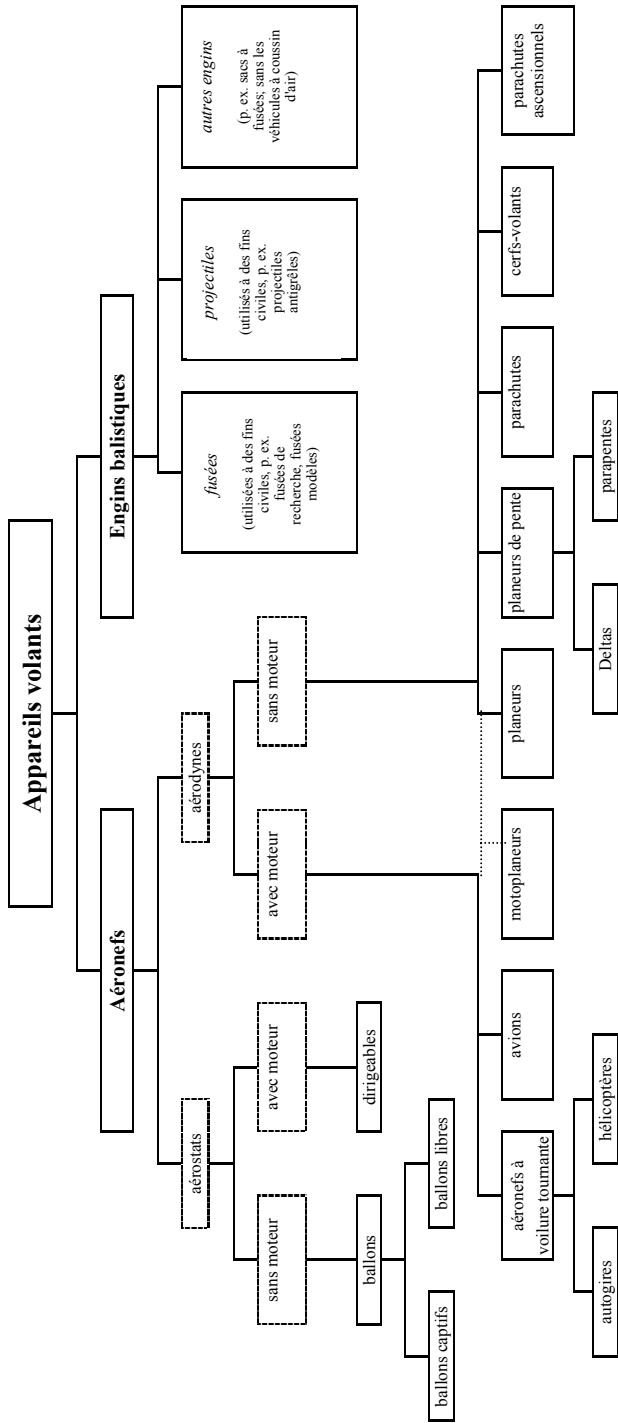 Appareils volants
Aéronefs
Engins balistiques
aérostats
aérodynes
fusées
(utilisées à des fins
civiles, p. ex.
fusées de
recherche, fusées
modèles)
projectiles
(utilisés à des fins
civiles, p. ex.
projectiles
antigrêles)
autres engins
(p. ex. sacs à
fusées; sans les
véhicules à coussin
d'air)
sans moteur
avec moteur
avec moteur
sans moteur
ballons
dirigeables
ballons captifs
ballons libres
aéronefs à
voilure tournante
avions
motoplaneurs
planeurs
planeurs de pente
parachutes
cerfs-volants
parachutes
ascensionnels
autogires
hélicoptères
Deltas
parapentes